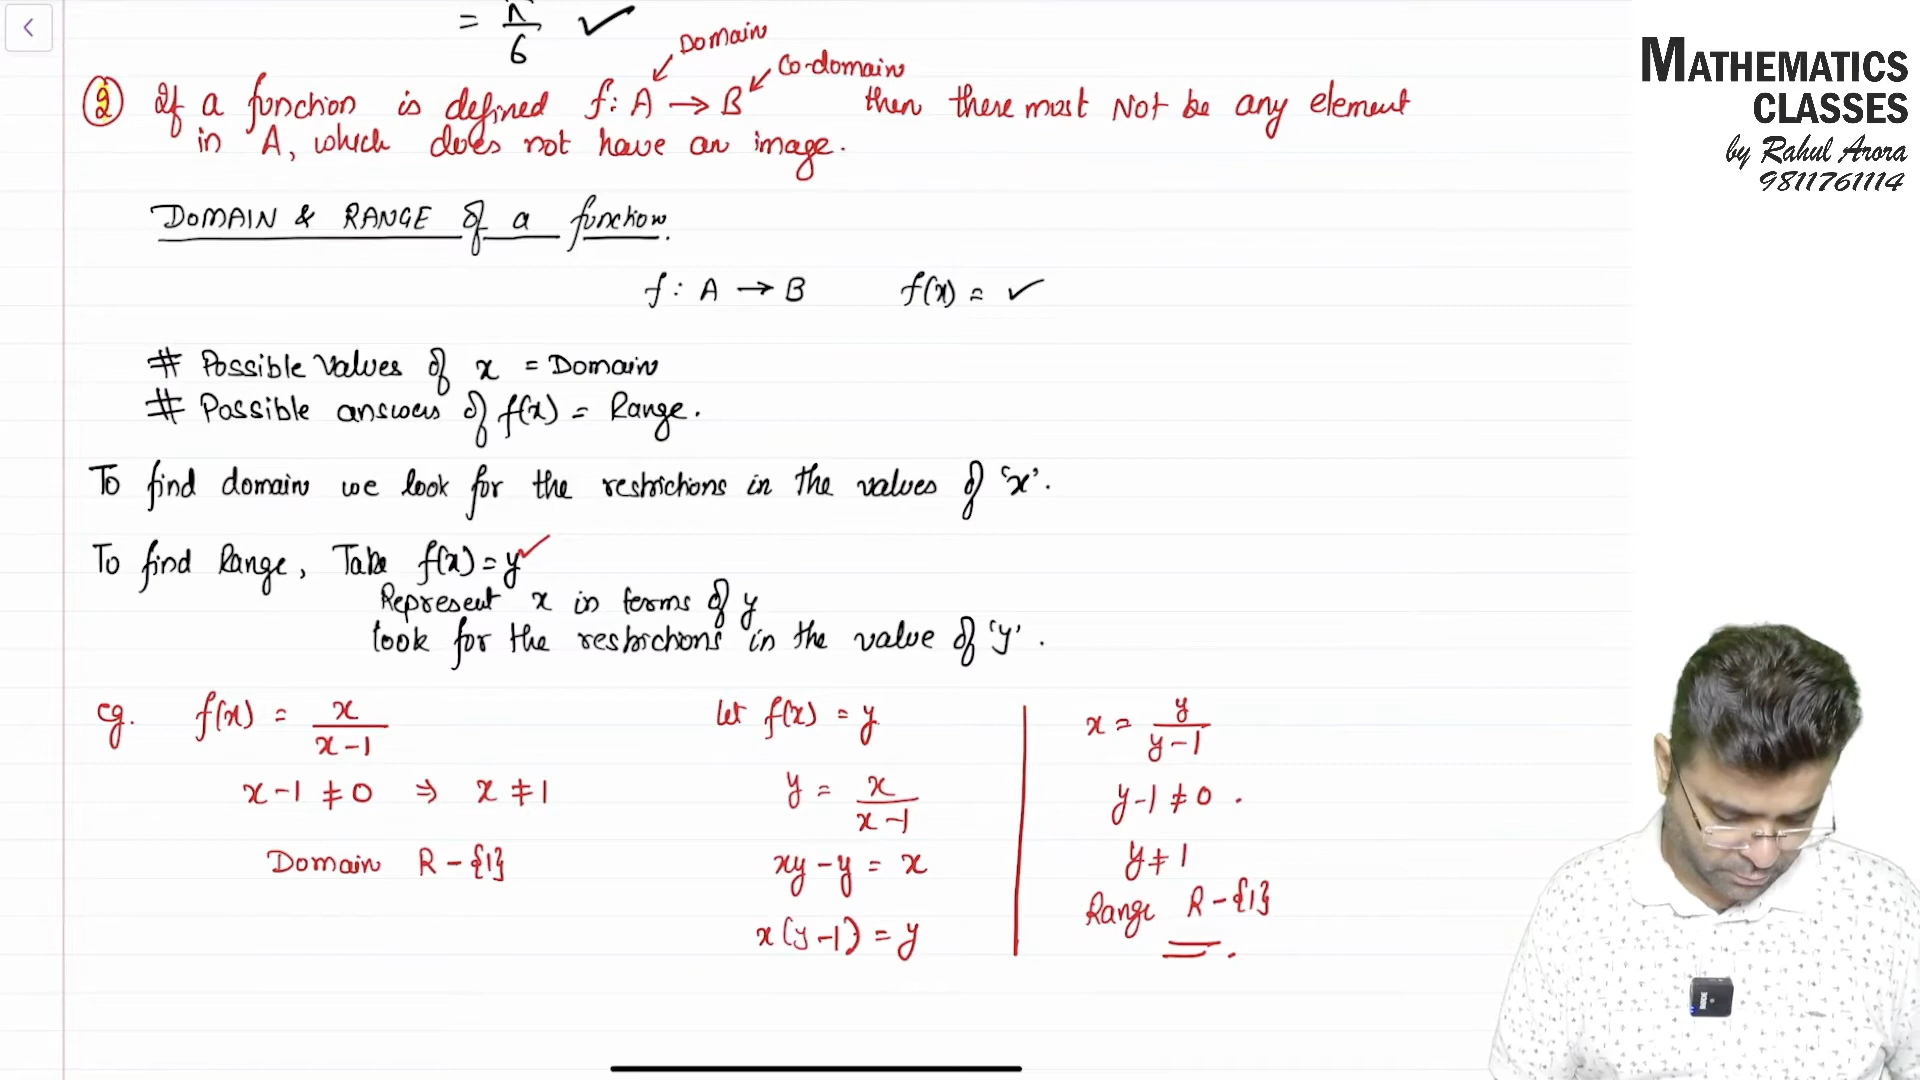 = π/6 ✓
Domain
Co-domain
② If a function is defined f: A → B then there must Not be any element
in A, which does not have an image.
DOMAIN & RANGE of a function.
f: A → B f(x) = ✓
# Possible Values of x = Domain
# Possible answers of f(x) = Range.
To find domain we look for the restrictions in the values of 'x'.
To find Range, Take f(x) = y ✓
Represent x in terms of y
look for the restrictions in the value of 'y'.
eg. f(x) = x/(x-1)
x-1 ≠ 0 ⇒ x ≠ 1
Domain R-{1}
let f(x) = y
y = x/(x-1)
xy - y = x
x(y-1) = y
x = y/(y-1)
y-1 ≠ 0.
y ≠ 1
Range R-{1}
MATHEMATICS
CLASSES
by Rahul Arora
9811761114
RODE